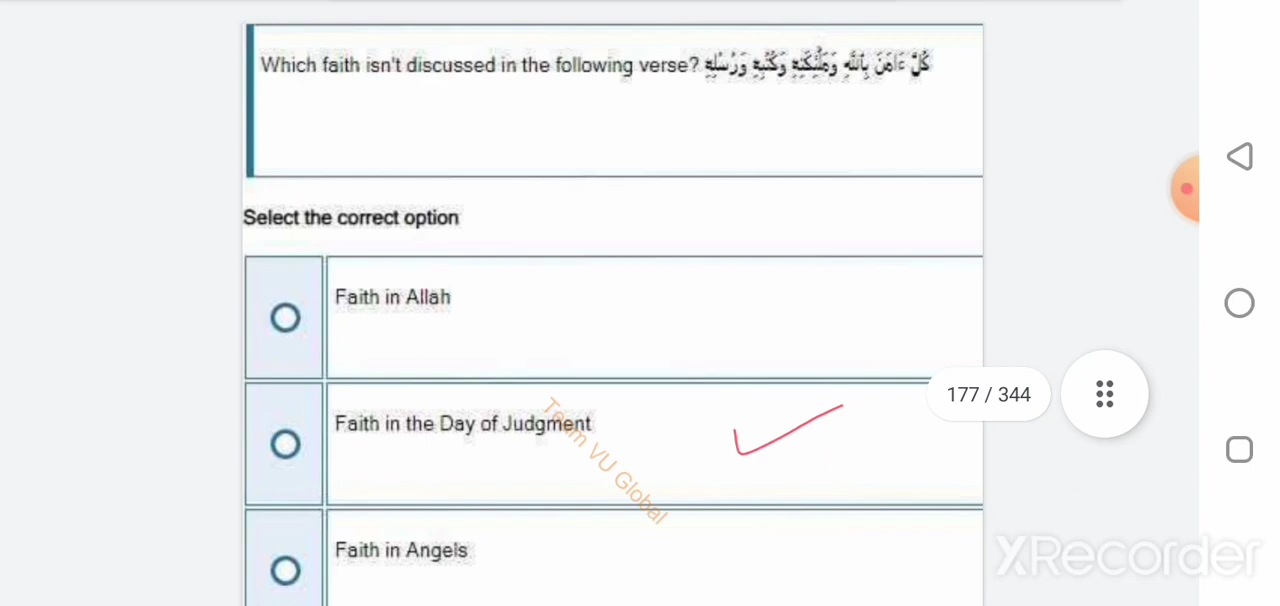 Which faith isn't discussed in the following verse? كُلٌّ ءَامَنَ بِٱللَّهِ وَمَلَٰٓئِكَتِهِۦ وَكُتُبِهِۦ وَرُسُلِهِۦ
Select the correct option
Faith in Allah
177 / 344
Faith in the Day of Judgment
Team VU Global
Faith in Angels
XRecorder